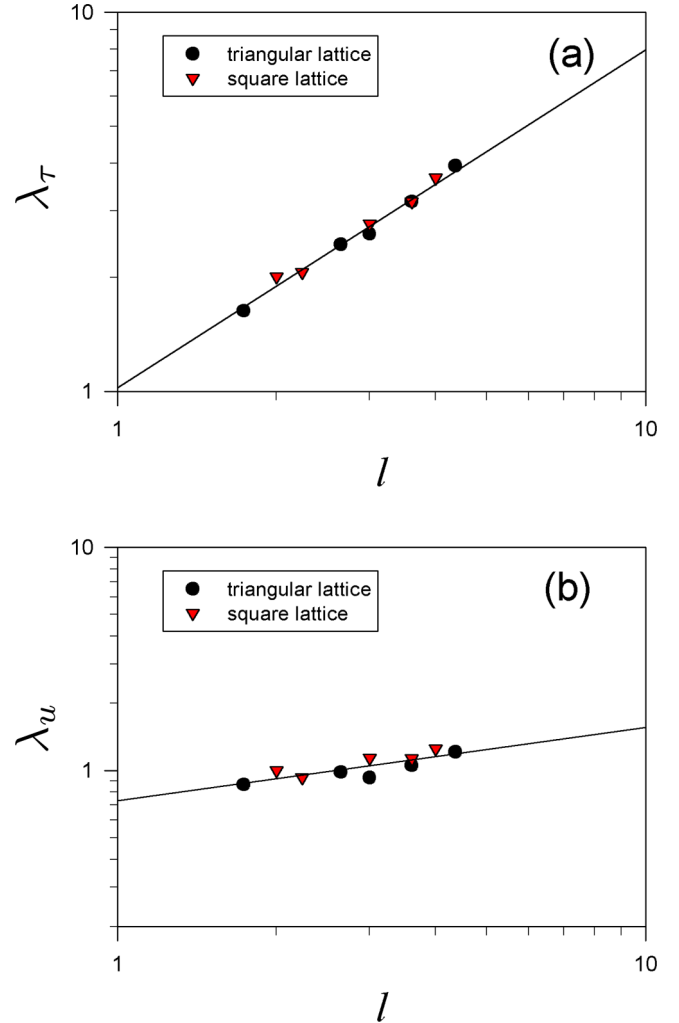 10
triangular lattice
square lattice
(a)
λτ
1
1
10
l
10
triangular lattice
square lattice
(b)
λu
1
1
10
l